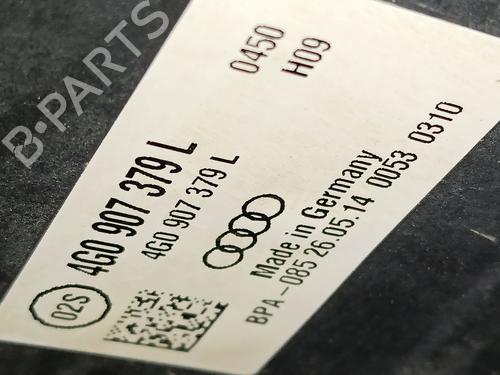 B-PARTS
0450
H09
4G0 907 379 L
4G0 907 379 L
Made in Germany
BPA-085 26.05.14 0053 0310
02S